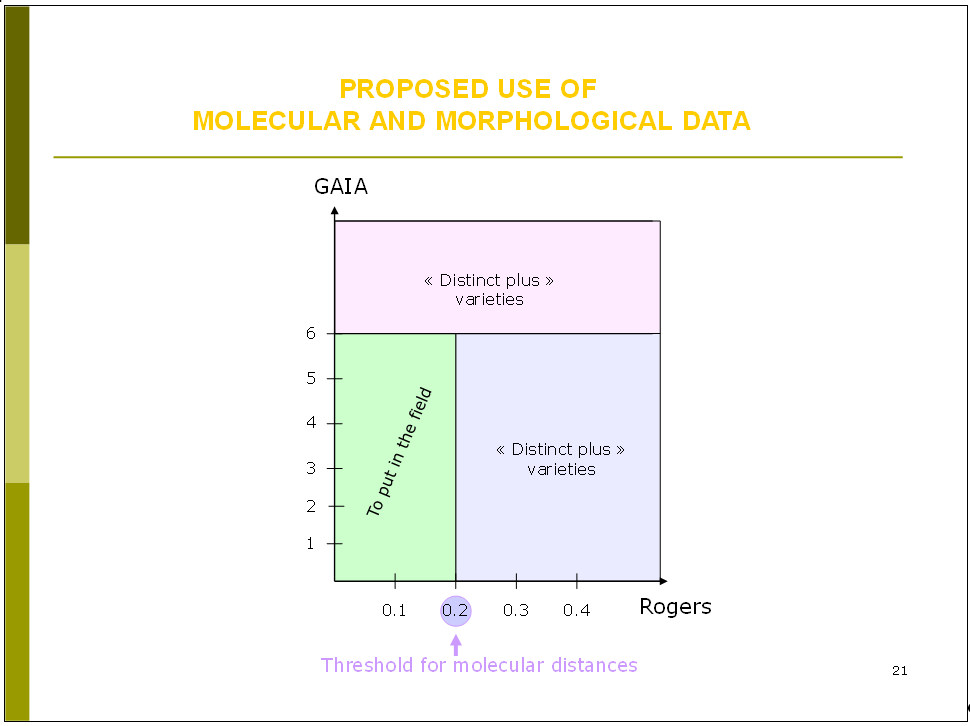 PROPOSED USE OF
MOLECULAR AND MORPHOLOGICAL DATA
GAIA
« Distinct plus »
varieties
6
5
4
3
2
1
To put in the field
« Distinct plus »
varieties
0.1
0.2
0.3
0.4
Rogers
Threshold for molecular distances
21